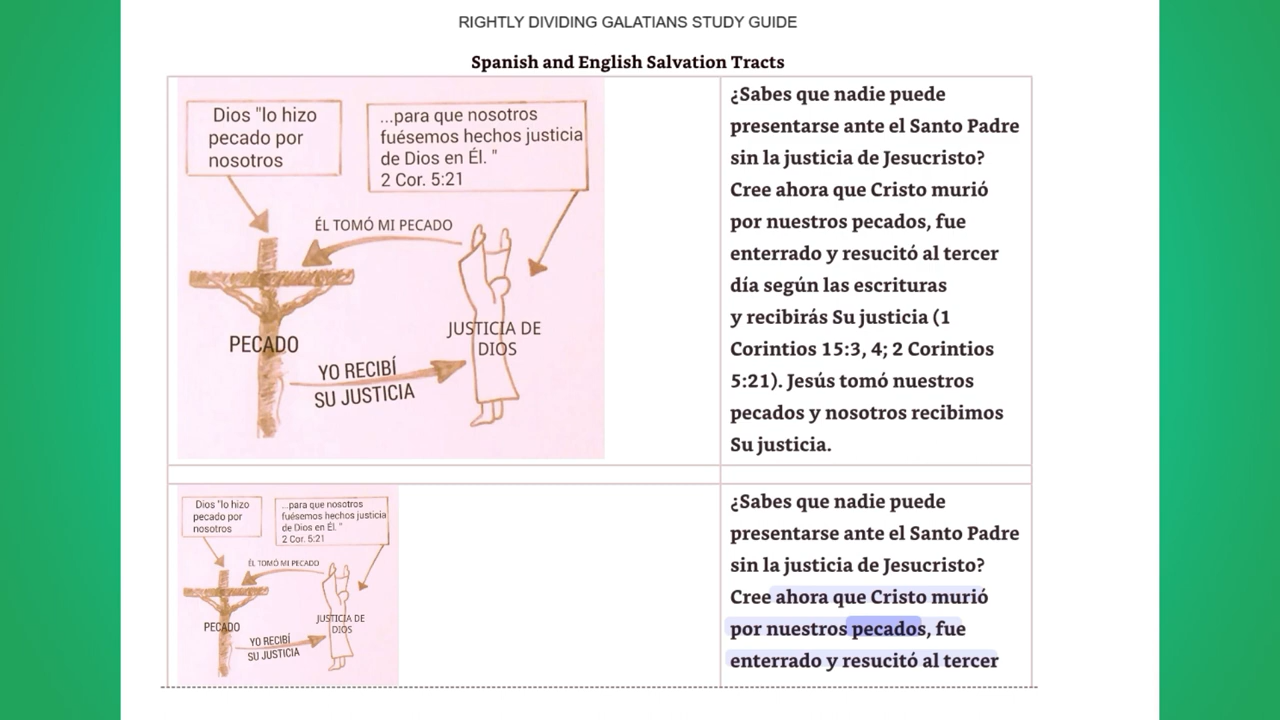 RIGHTLY DIVIDING GALATIANS STUDY GUIDE
Spanish and English Salvation Tracts
Dios "lo hizo
pecado por
nosotros
...para que nosotros
fuésemos hechos justicia
de Dios en Él. "
2 Cor. 5:21
ÉL TOMÓ MI PECADO
PECADO
JUSTICIA DE
DIOS
YO RECIBÍ
SU JUSTICIA
¿Sabes que nadie puede
presentarse ante el Santo Padre
sin la justicia de Jesucristo?
Cree ahora que Cristo murió
por nuestros pecados, fue
enterrado y resucitó al tercer
día según las escrituras
y recibirás Su justicia (1
Corintios 15:3, 4; 2 Corintios
5:21). Jesús tomó nuestros
pecados y nosotros recibimos
Su justicia.
Dios "lo hizo
pecado por
nosotros
...para que nosotros
fuésemos hechos justicia
de Dios en Él. "
2 Cor. 5:21
ÉL TOMÓ MI PECADO
PECADO
JUSTICIA DE
DIOS
YO RECIBÍ
SU JUSTICIA
¿Sabes que nadie puede
presentarse ante el Santo Padre
sin la justicia de Jesucristo?
Cree ahora que Cristo murió
por nuestros pecados, fue
enterrado y resucitó al tercer